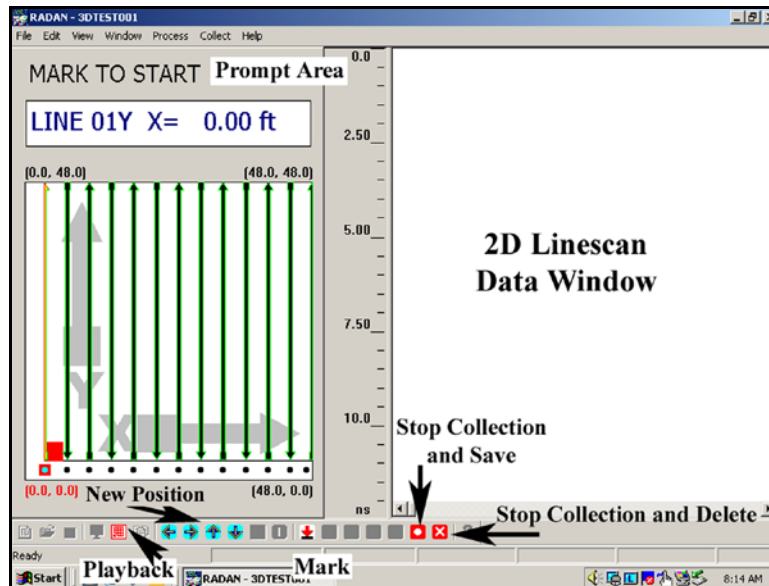 RADAN - 3DTEST001
File Edit View Window Process Collect Help
MARK TO START
Prompt Area
LINE 01Y X= 0.00 ft
(0.0, 48.0) (48.0, 48.0)
Y
X
(0.0, 0.0) (48.0, 0.0)
New Position
0.0
2.50
5.00
7.50
10.0
ns
2D Linescan
Data Window
Stop Collection
and Save
Stop Collection and Delete
Playback
Mark
Ready
Start
RADAN - 3DTEST001
8:14 AM